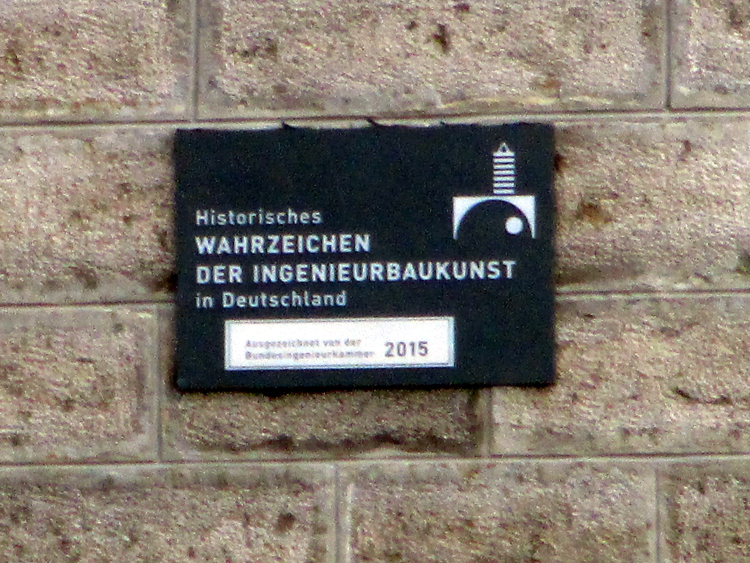 Historisches
WAHRZEICHEN
DER INGENIEURBAUKUNST
in Deutschland
Ausgezeichnet von der
Bundesingenieurkammer 2015